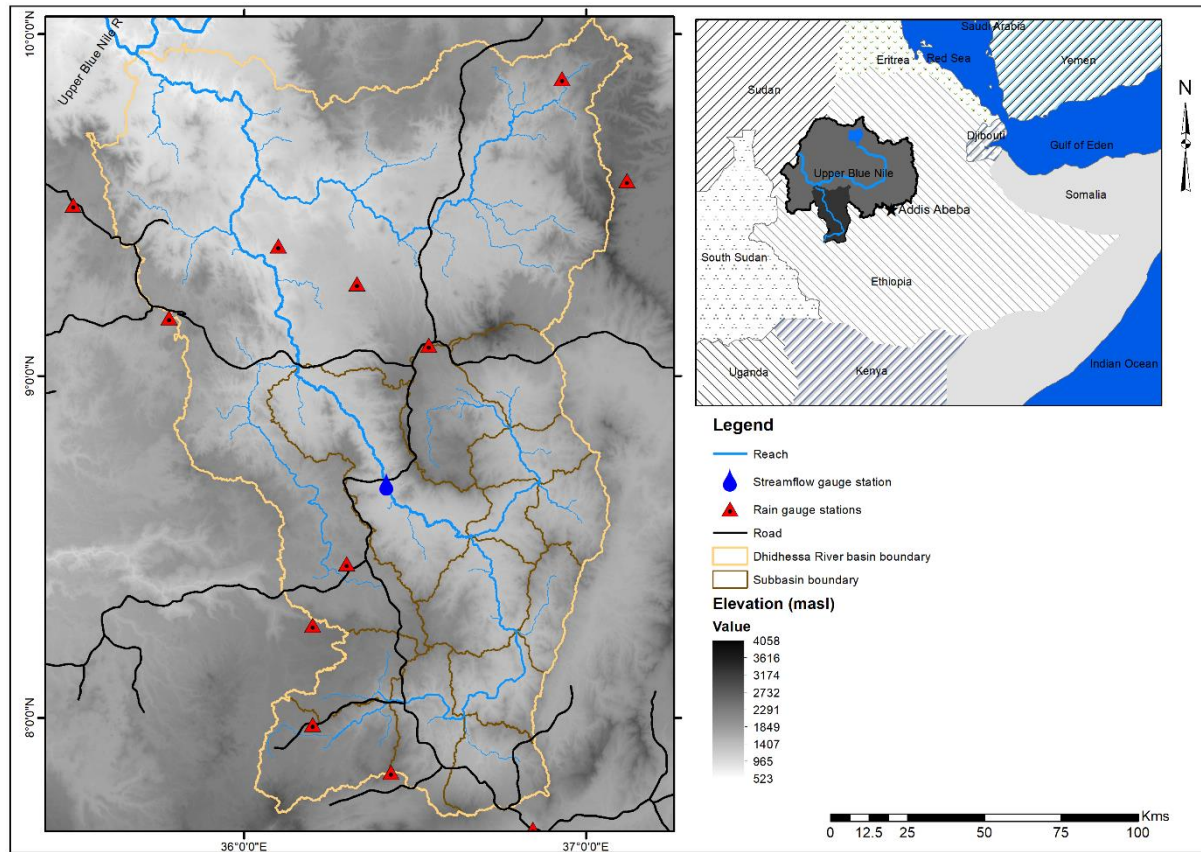 10°0'0"N
9°0'0"N
8°0'0"N
36°0'0"E
37°0'0"E
Upper Blue Nile R
Saudi Arabia
Eritrea
Red Sea
Yemen
Sudan
Djibouti
Gulf of Eden
Upper Blue Nile
Somalia
Addis Abeba
South Sudan
Ethiopia
Uganda
Kenya
Indian Ocean
N
Legend
Reach
Streamflow gauge station
Rain gauge stations
Road
Dhidhessa River basin boundary
Subbasin boundary
Elevation (masl)
Value
4058
3616
3174
2732
2291
1849
1407
965
523
Kms
0 12.5 25 50 75 100